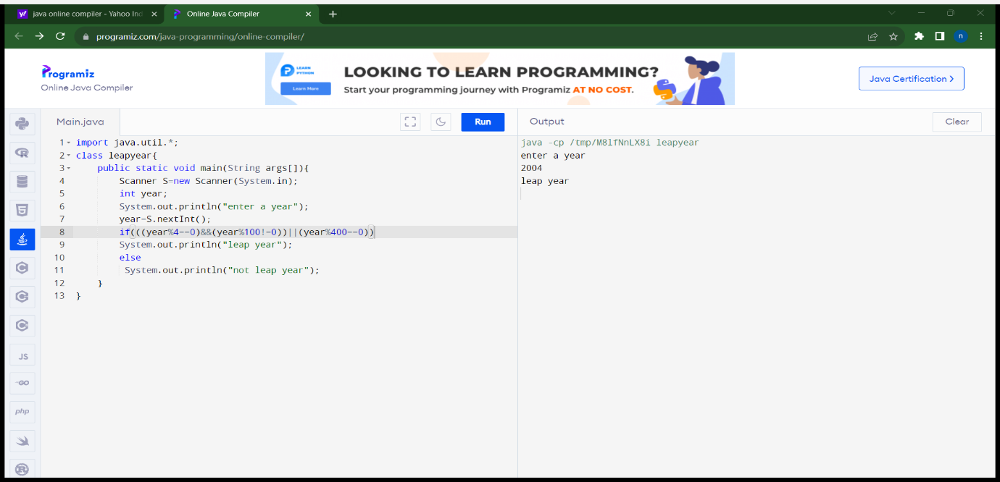 java online compiler - Yahoo Ind
Online Java Compiler
programiz.com/java-programming/online-compiler/
n
Programiz
Online Java Compiler
LEARN
PYTHON
Learn More
LOOKING TO LEARN PROGRAMMING?
Start your programming journey with Programiz AT NO COST.
Java Certification >
Main.java
Run
Output
Clear
1 import java.util.*;
2 class leapyear{
3 public static void main(String args[]){
4 Scanner S=new Scanner(System.in);
5 int year;
6 System.out.println("enter a year");
7 year=S.nextInt();
8 if(((year%4==0)&&(year%100!=0))||(year%400==0))
9 System.out.println("leap year");
10 else
11 System.out.println("not leap year");
12 }
13 }
java -cp /tmp/M8lfNnLX8i leapyear
enter a year
2004
leap year
JS
GO
php